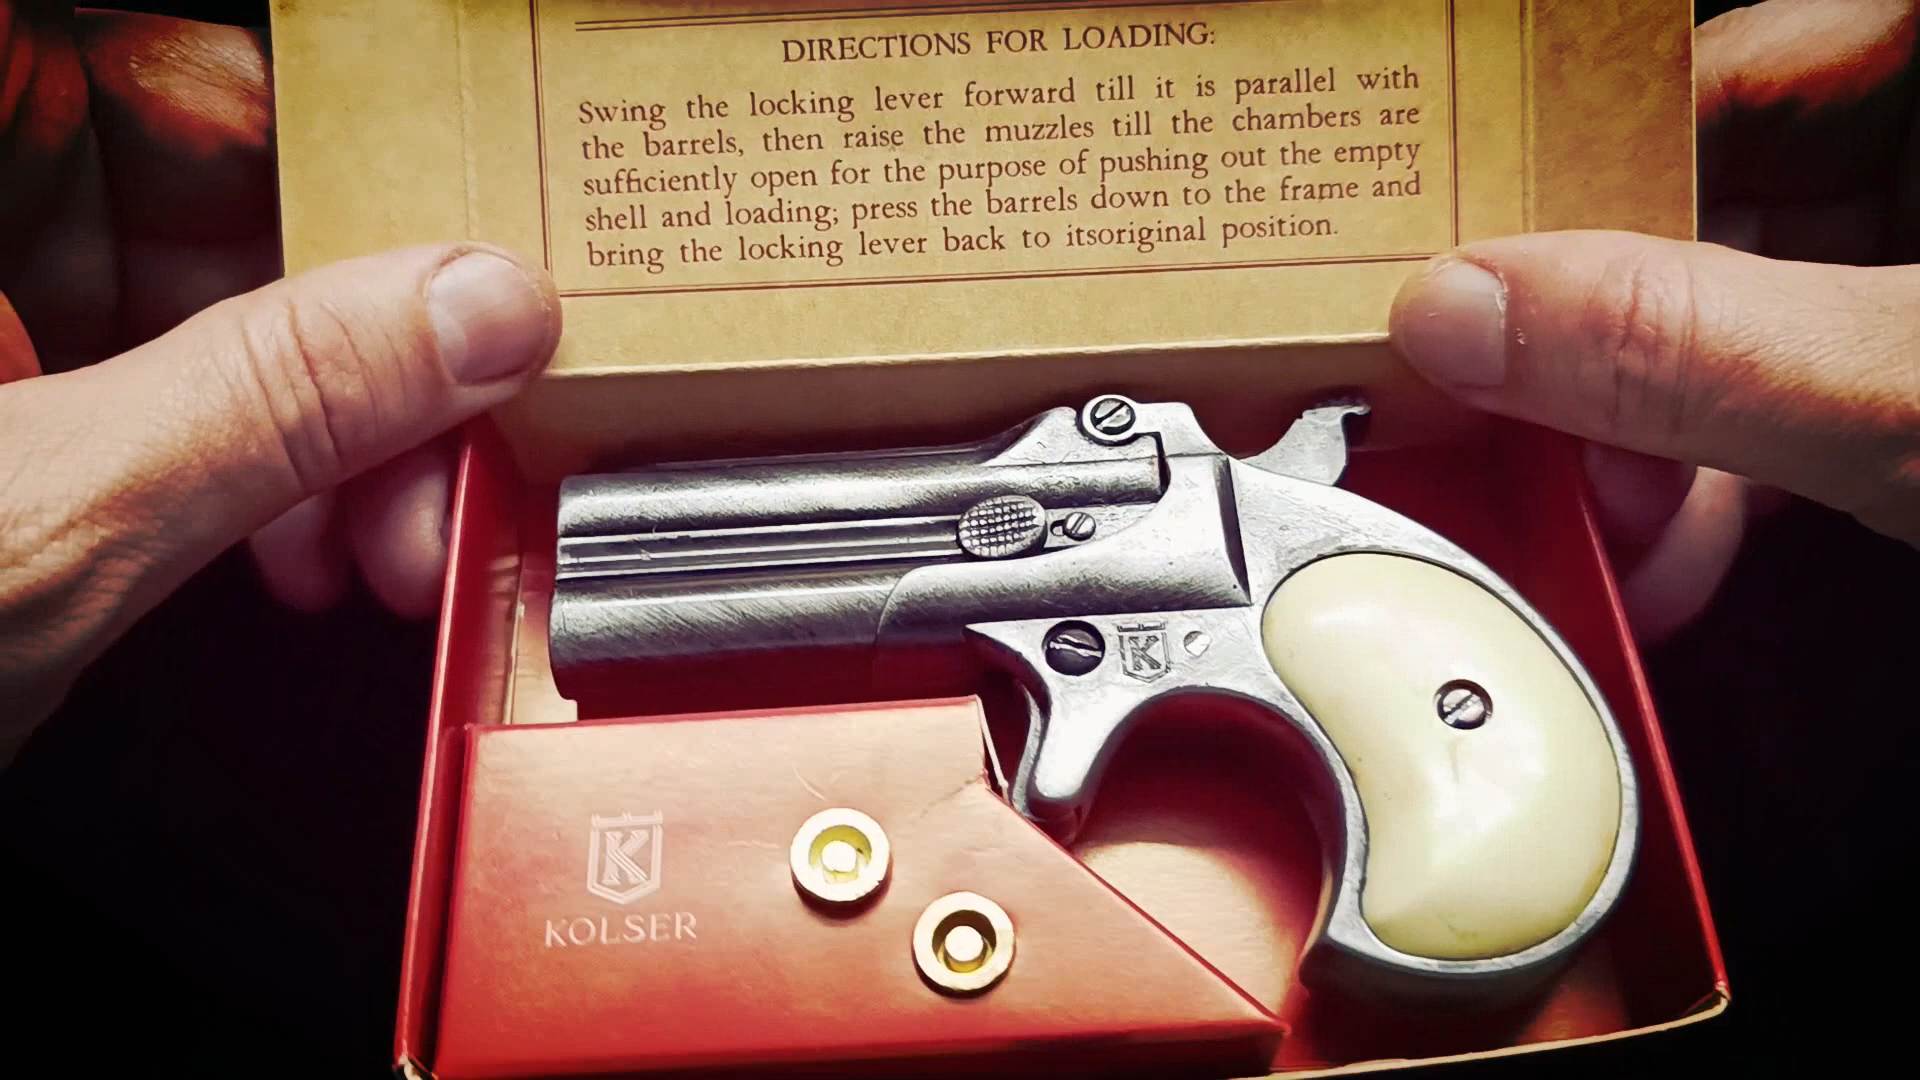 DIRECTIONS FOR LOADING:
Swing the locking lever forward till it is parallel with
the barrels, then raise the muzzles till the chambers are
sufficiently open for the purpose of pushing out the empty
shell and loading; press the barrels down to the frame and
bring the locking lever back to itsoriginal position.
K
K
KOLSER